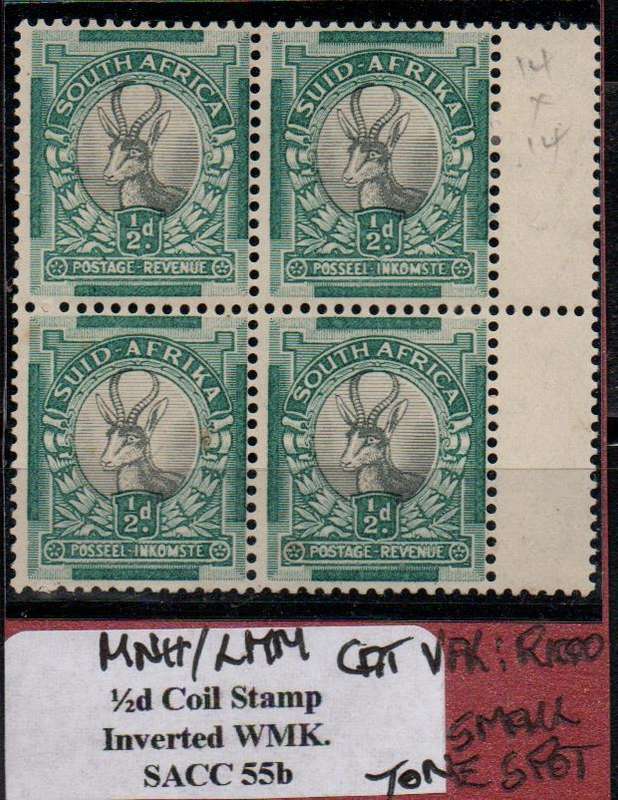 SOUTH AFRICA
½d
POSTAGE-REVENUE
SUID-AFRIKA
½d
POSSEEL-INKOMSTE
14
x
14
SUID-AFRIKA
½d
POSSEEL-INKOMSTE
SOUTH AFRICA
½d
POSTAGE-REVENUE
MNH/LMM
CAT VAL:
½d Coil Stamp
Inverted WMK.
SACC 55b
SMALL
TONE SPOT